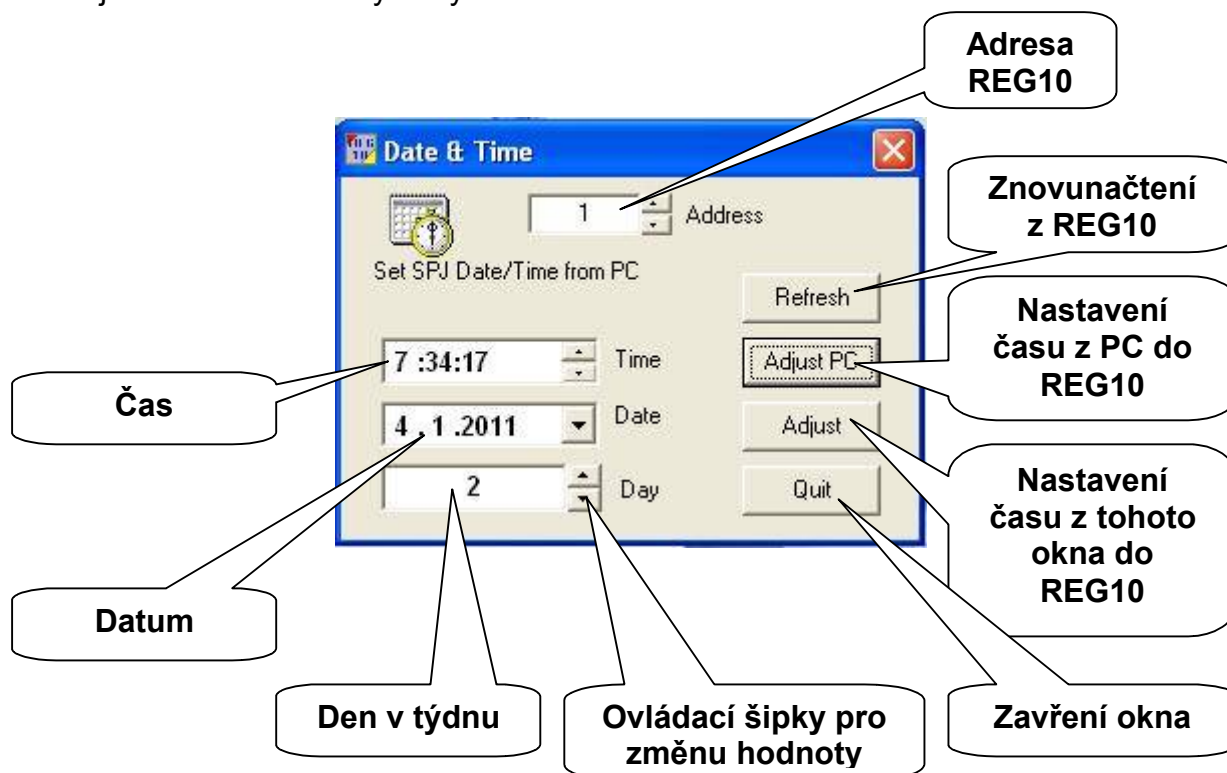 Adresa
REG10
Date & Time
1
Address
Znovunačtení
z REG10
Set SPJ Date/Time from PC
Refresh
Nastavení
času z PC do
REG10
7 :34:17
Time
Adjust PC
Čas
4 . 1 .2011
Date
Adjust
2
Day
Quit
Nastavení
času z tohoto
okna do
REG10
Datum
Den v týdnu
Ovládací šipky pro
změnu hodnoty
Zavření okna